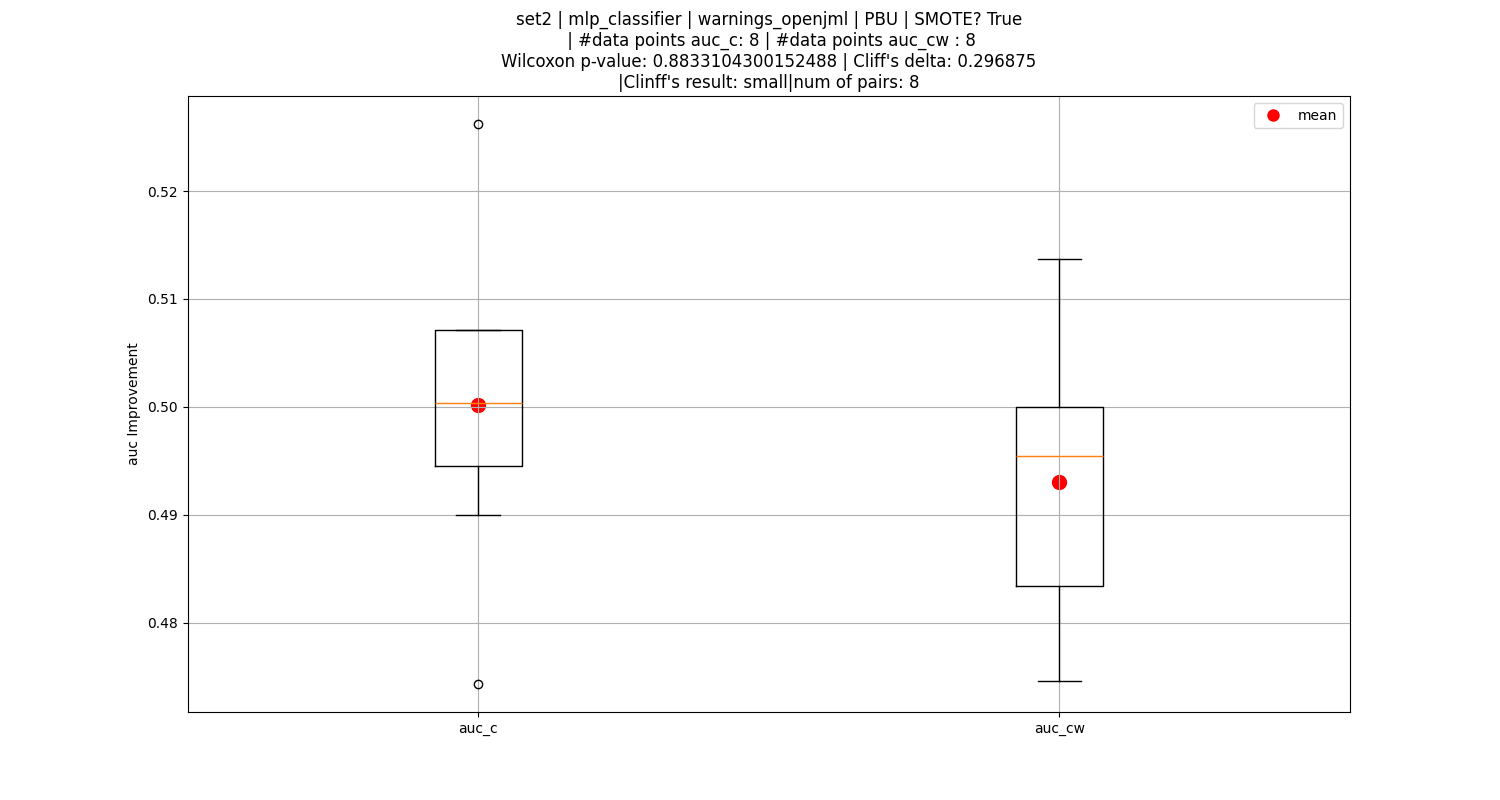 set2 | mlp_classifier | warnings_openjml | PBU | SMOTE? True
| #data points auc_c: 8 | #data points auc_cw : 8
Wilcoxon p-value: 0.8833104300152488 | Cliff's delta: 0.296875
|Clinff's result: small|num of pairs: 8
mean
0.52
0.51
0.50
0.49
0.48
auc Improvement
auc_c
auc_cw